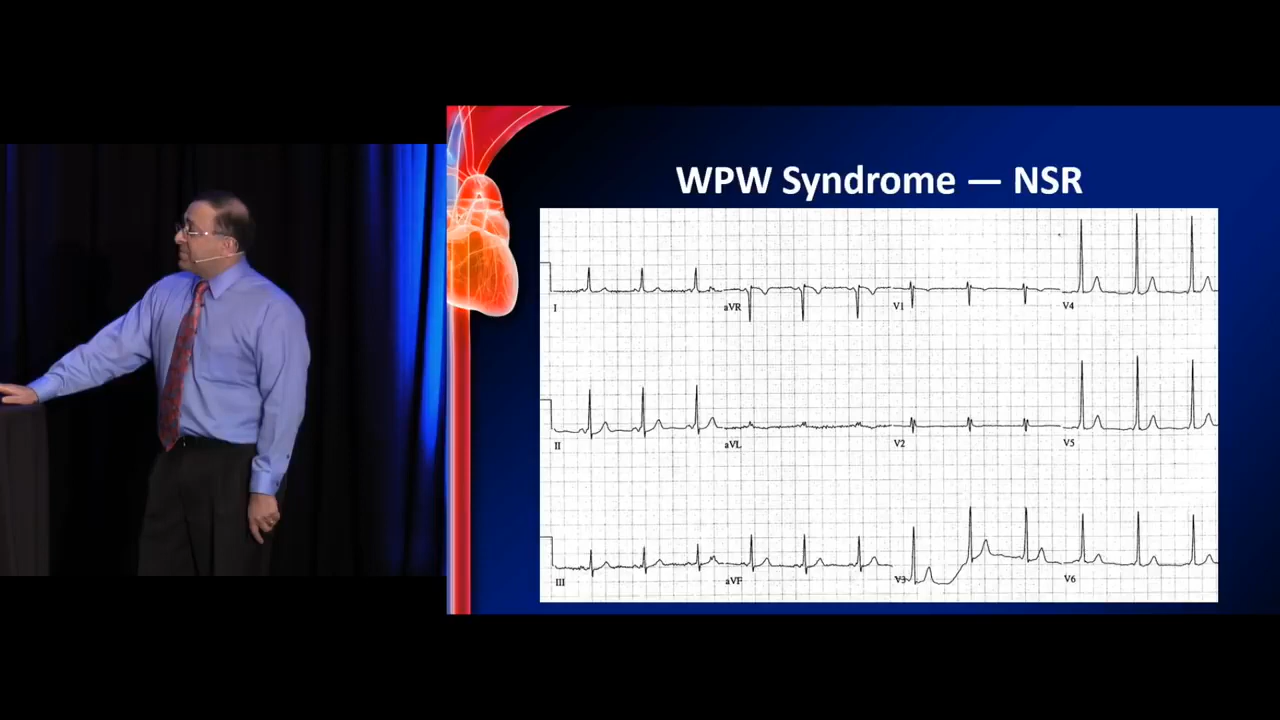 WPW Syndrome — NSR
I aVR V1 V4
II aVL V2 V5
III aVF V3 V6